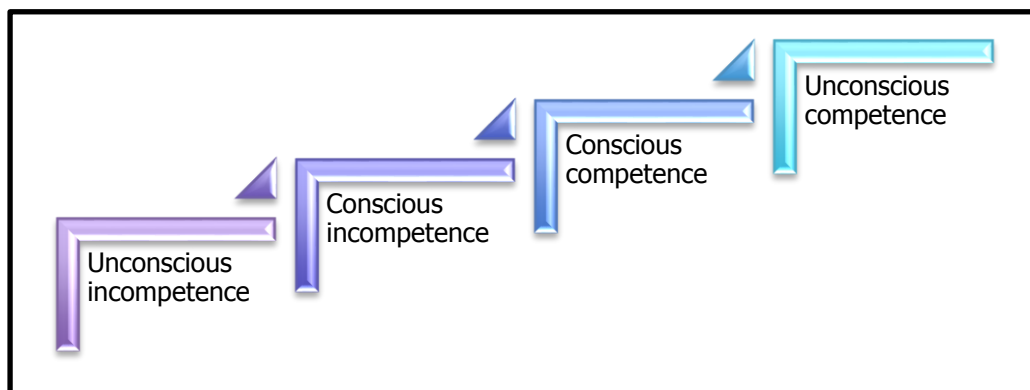 Unconscious
incompetence
Conscious
incompetence
Conscious
competence
Unconscious
competence